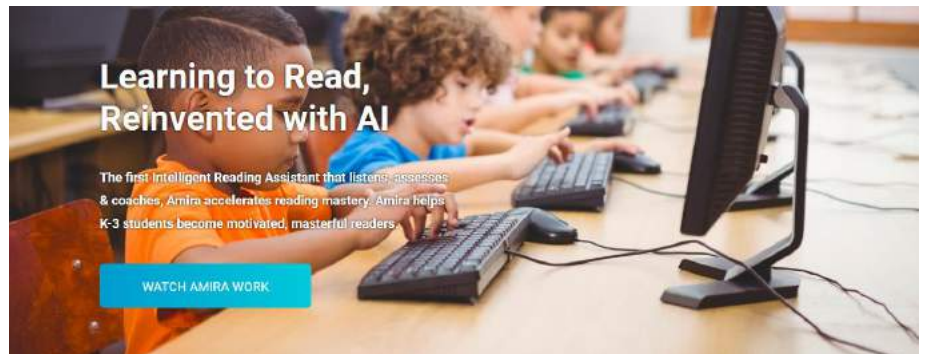 Learning to Read,
Reinvented with AI
The first Intelligent Reading Assistant that listens, assesses
& coaches, Amira accelerates reading mastery. Amira helps
K-3 students become motivated, masterful readers.
WATCH AMIRA WORK